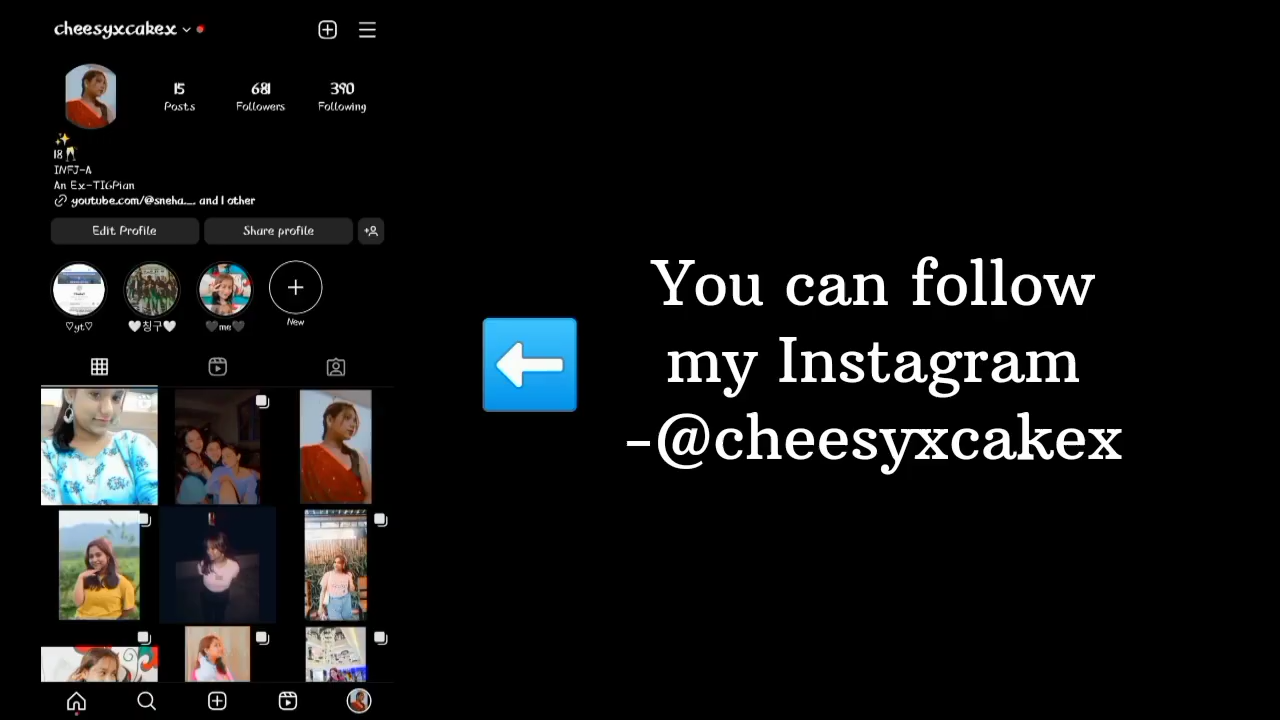 cheesyxcakex
15 681 390
Posts Followers Following
✨
18🥂
INFJ-A
An Ex-TIGPian
youtube.com/@sneha._. and 1 other
Edit Profile Share profile
♡yt♡ 🤍칭구🤍 🖤me🖤 New
You can follow
my Instagram
-@cheesyxcakex